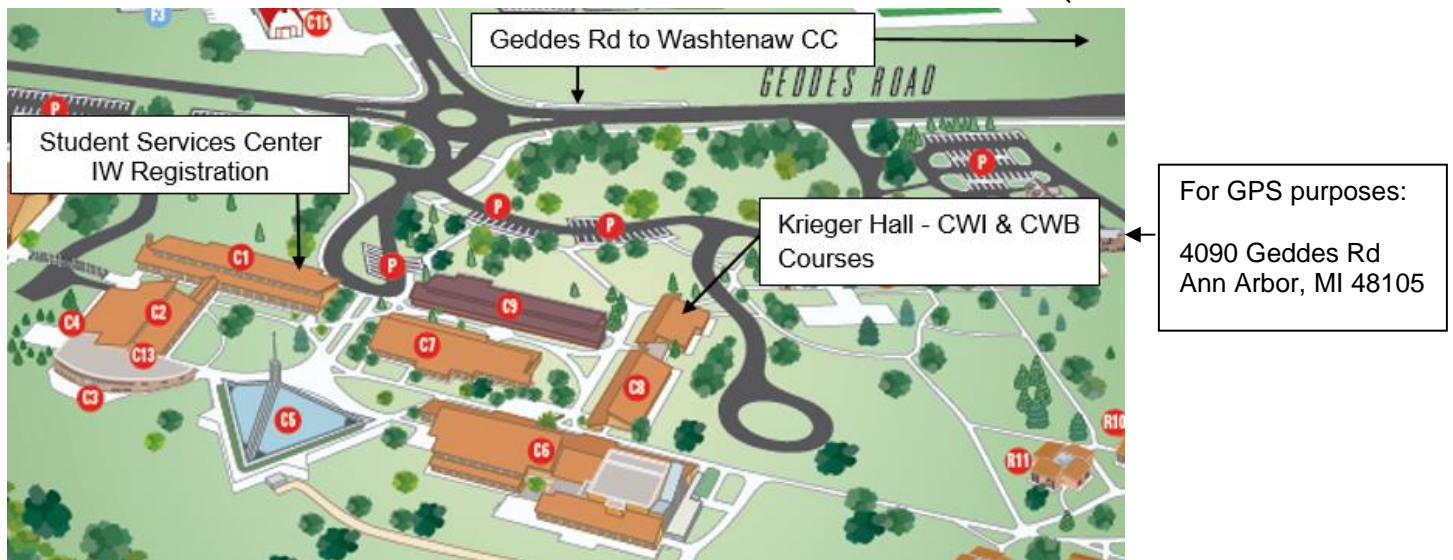 F3
C15
Geddes Rd to Washtenaw CC
GEDDES ROAD
P
Student Services Center
IW Registration
P
P
P
P
Krieger Hall - CWI & CWB
Courses
For GPS purposes:
4090 Geddes Rd
Ann Arbor, MI 48105
C1
C9
C4
C2
C7
C13
C8
C3
C5
C6
R10
R11